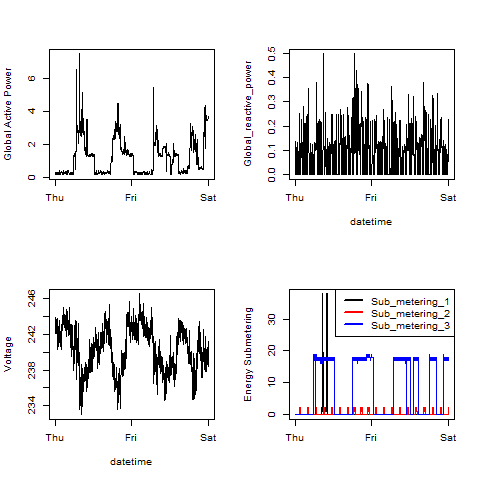 Global Active Power
0 2 4 6
Thu Fri Sat
Global_reactive_power
0.0 0.1 0.2 0.3 0.4 0.5
Thu Fri Sat
datetime
Voltage
234 238 242 246
Thu Fri Sat
datetime
Energy Submetering
0 10 20 30
Sub_metering_1
Sub_metering_2
Sub_metering_3
Thu Fri Sat